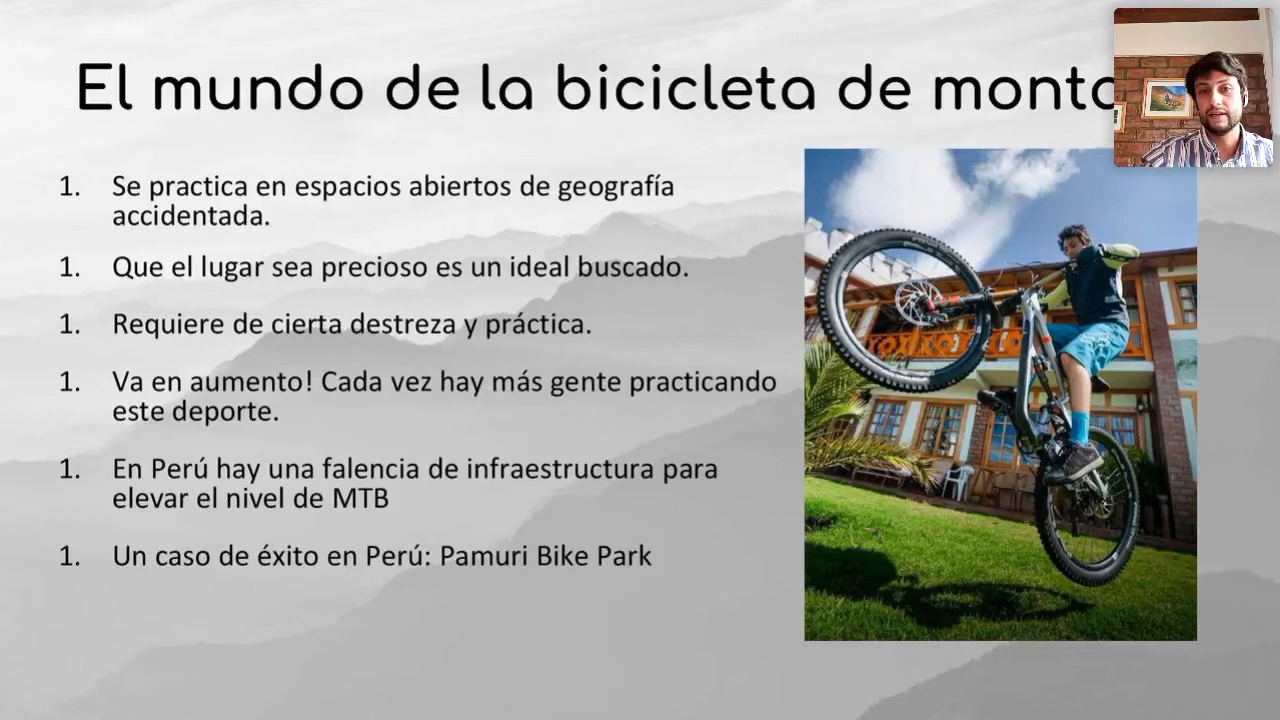 El mundo de la bicicleta de monta
1. Se practica en espacios abiertos de geografía
accidentada.
1. Que el lugar sea precioso es un ideal buscado.
1. Requiere de cierta destreza y práctica.
1. Va en aumento! Cada vez hay más gente practicando
este deporte.
1. En Perú hay una falencia de infraestructura para
elevar el nivel de MTB
1. Un caso de éxito en Perú: Pamuri Bike Park